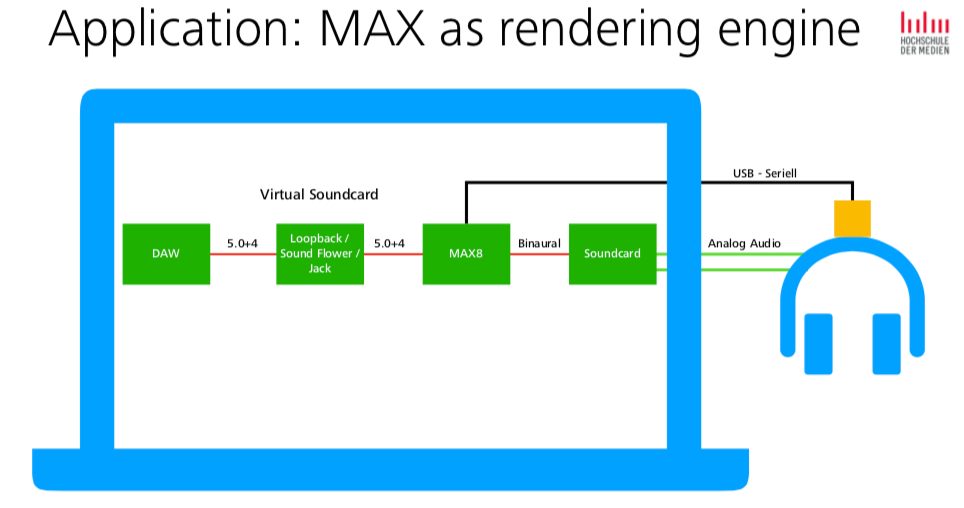 Application: MAX as rendering engine
HOCHSCHULE
DER MEDIEN
USB - Seriell
Virtual Soundcard
DAW
5.0+4
Loopback /
Sound Flower /
Jack
5.0+4
MAX8
Binaural
Soundcard
Analog Audio